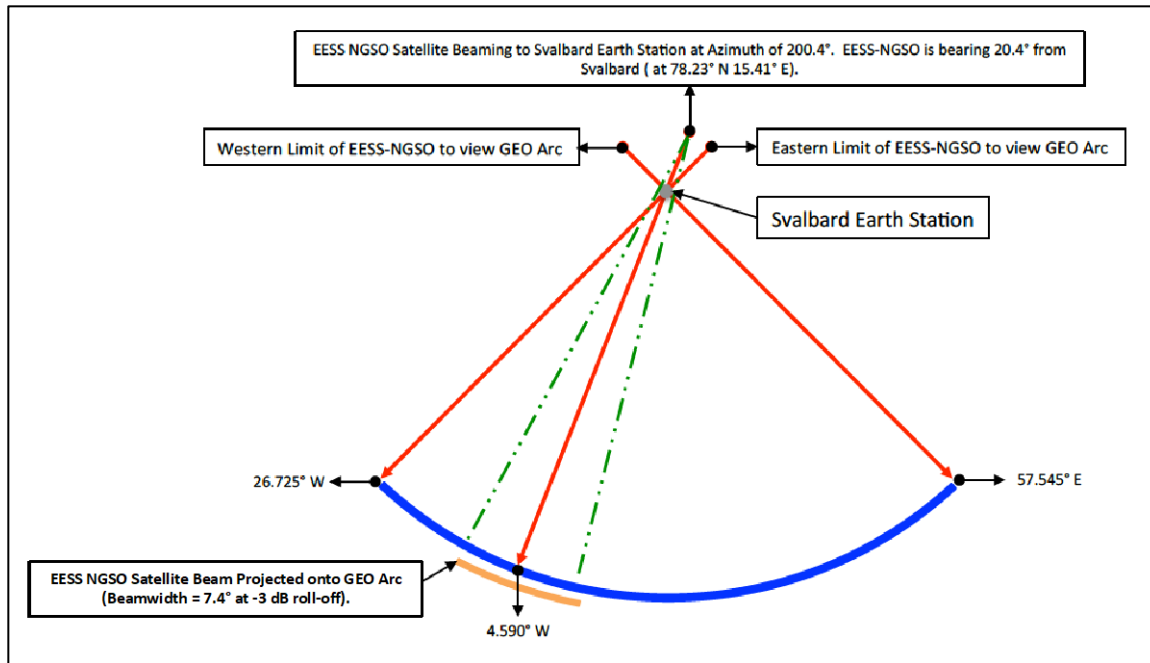 EESS NGSO Satellite Beaming to Svalbard Earth Station at Azimuth of 200.4°. EESS-NGSO is bearing 20.4° from
Svalbard ( at 78.23° N 15.41° E).
Western Limit of EESS-NGSO to view GEO Arc
Eastern Limit of EESS-NGSO to view GEO Arc
Svalbard Earth Station
26.725° W
57.545° E
EESS NGSO Satellite Beam Projected onto GEO Arc
(Beamwidth = 7.4° at -3 dB roll-off).
4.590° W